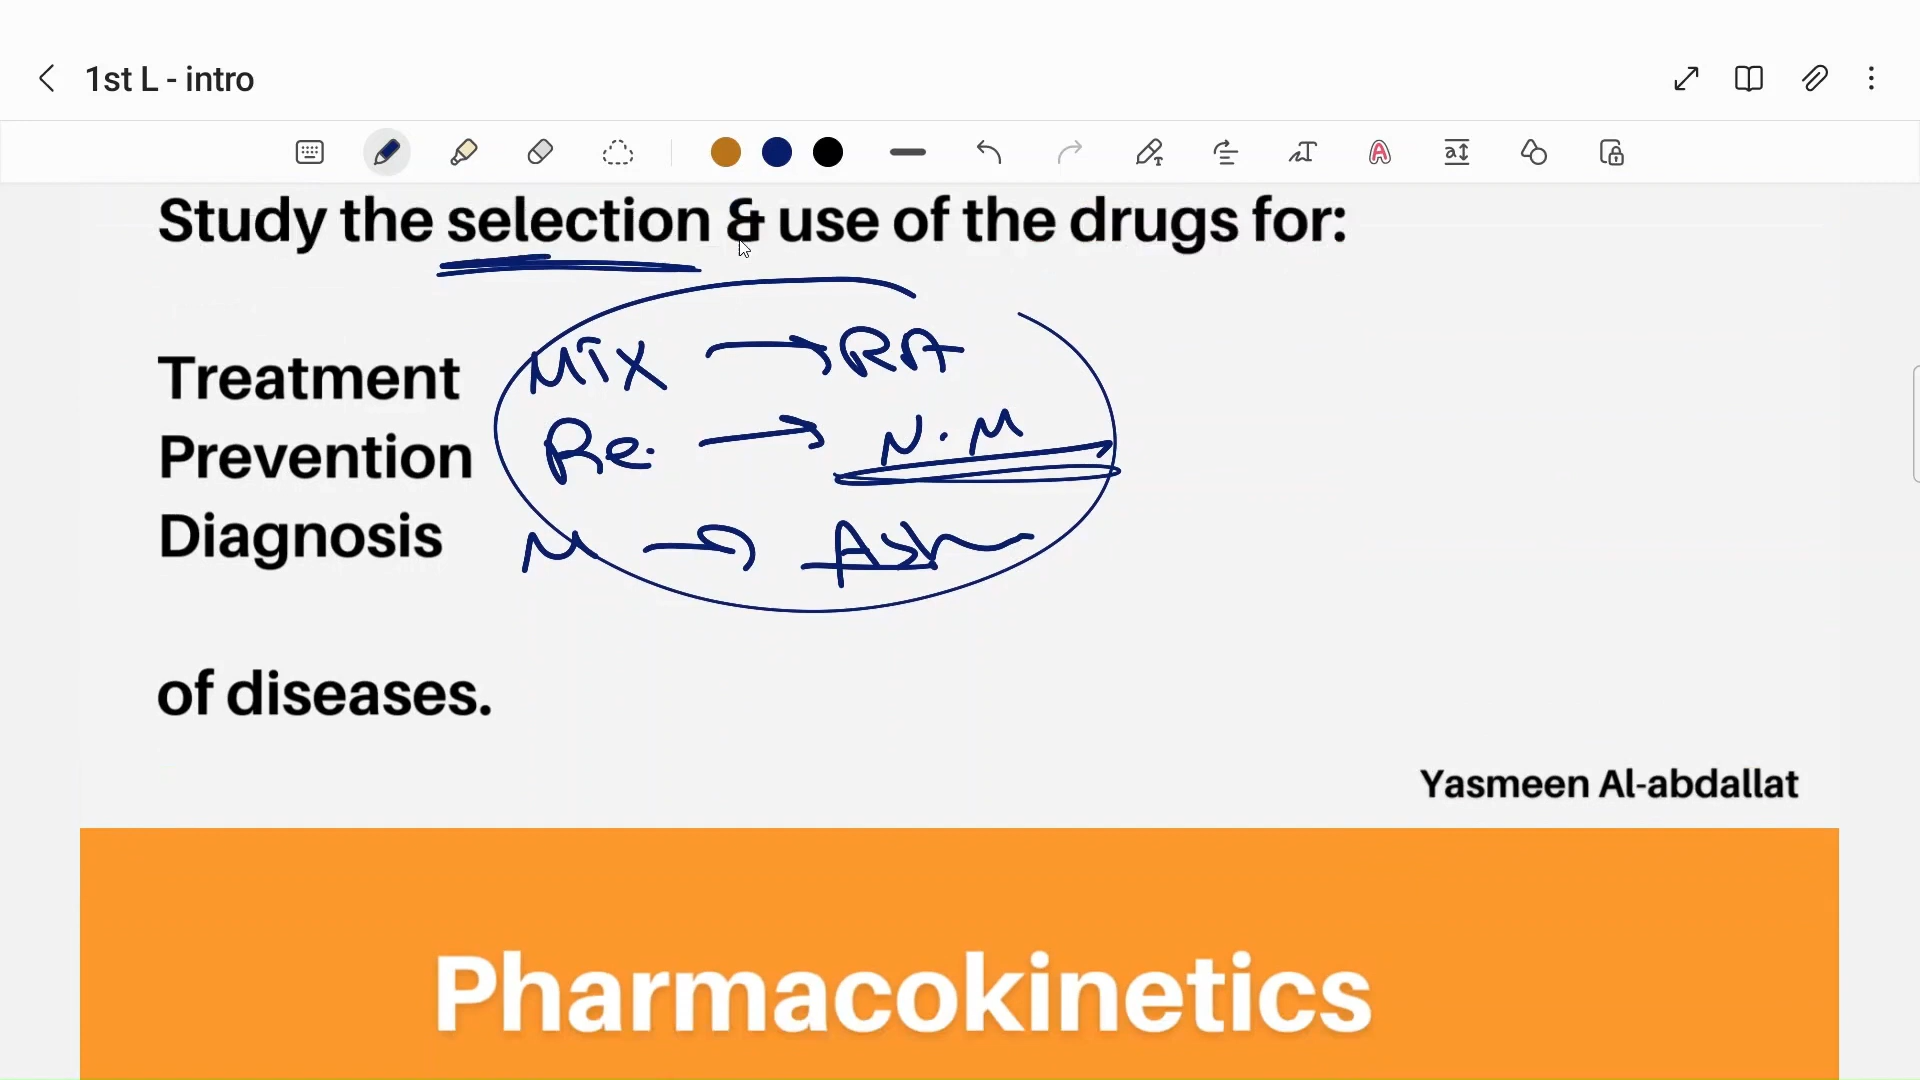 1st L - intro
Study the selection & use of the drugs for:
Treatment MTX → RA
Prevention Re. → N.M
Diagnosis M → Ash
of diseases.
Yasmeen Al-abdallat
Pharmacokinetics